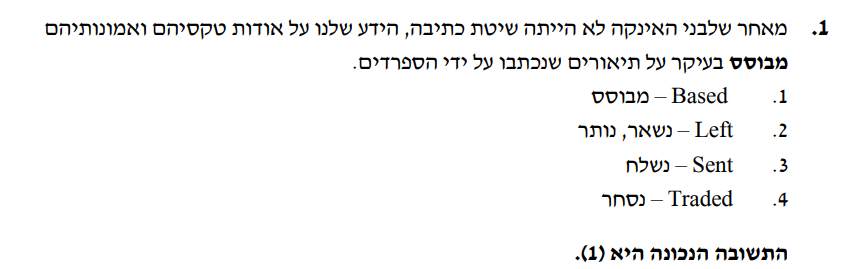 1. מאחר שלבני האינקה לא הייתה שיטת כתיבה, הידע שלנו על אודות טקסיהם ואמונותיהם
מבוסס בעיקר על תיאורים שנכתבו על ידי הספרדים.
1. Based – מבוסס
2. Left – נשאר, נותר
3. Sent – נשלח
4. Traded – נסחר
התשובה הנכונה היא (1).